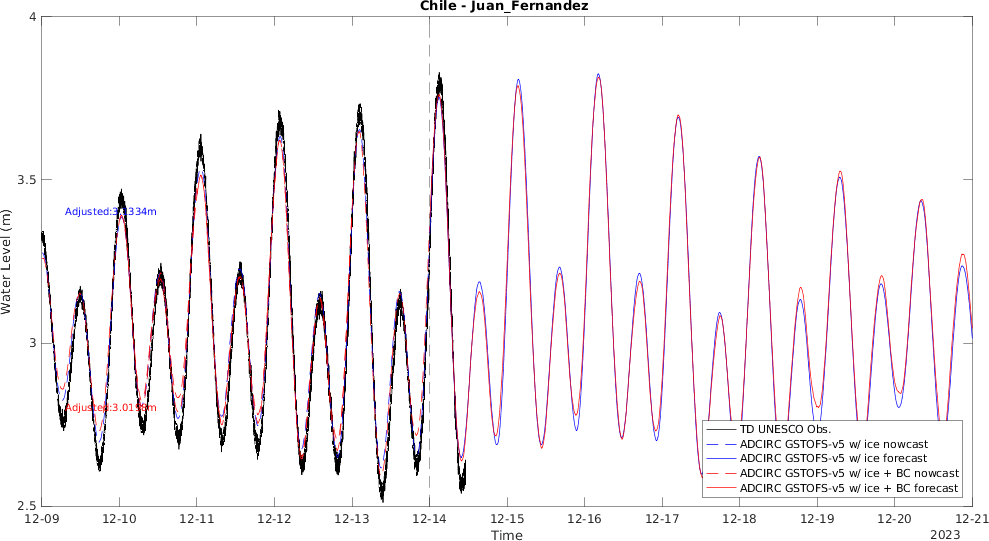 Chile - Juan_Fernandez
4
3.5
3
2.5
Water Level (m)
Adjusted:
TD UNESCO Obs.
ADCIRC GSTOFS-v5 w/ ice nowcast
ADCIRC GSTOFS-v5 w/ ice forecast
ADCIRC GSTOFS-v5 w/ ice + BC nowcast
ADCIRC GSTOFS-v5 w/ ice + BC forecast
12-09 12-10 12-11 12-12 12-13 12-14 12-15 12-16 12-17 12-18 12-19 12-20 12-21
Time
2023